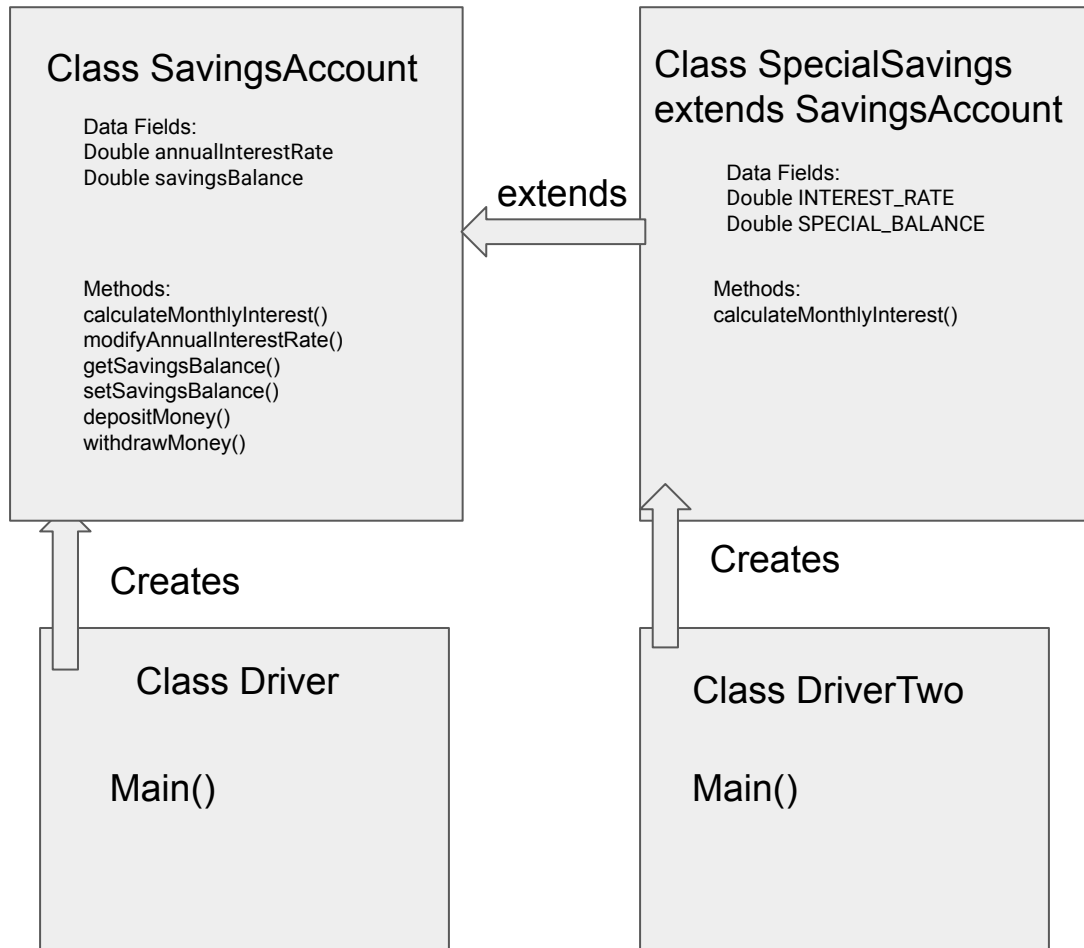 Class SavingsAccount
Data Fields:
Double annualInterestRate
Double savingsBalance
Methods:
calculateMonthlyInterest()
modifyAnnualInterestRate()
getSavingsBalance()
setSavingsBalance()
depositMoney()
withdrawMoney()
extends
Class SpecialSavings
extends SavingsAccount
Data Fields:
Double INTEREST_RATE
Double SPECIAL_BALANCE
Methods:
calculateMonthlyInterest()
Creates
Creates
Class Driver
Main()
Class DriverTwo
Main()